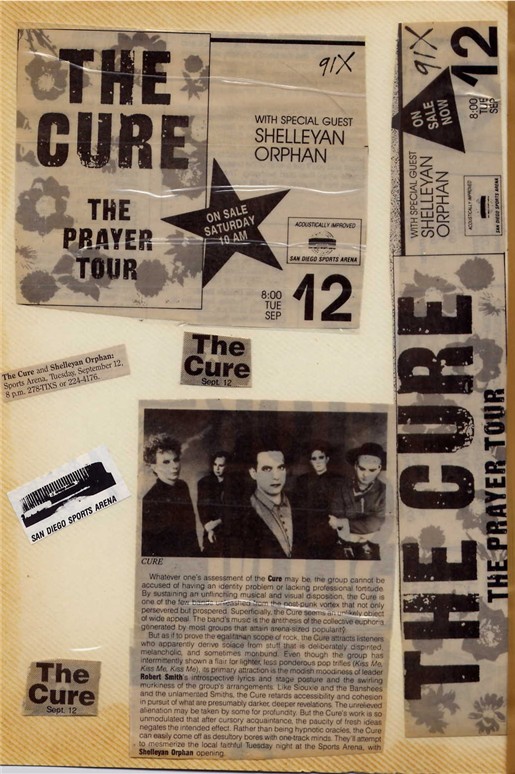 THE
CURE
THE
PRAYER
TOUR
91X
WITH SPECIAL GUEST
SHELLEYAN
ORPHAN
ON SALE
SATURDAY
10 AM
ACOUSTICALLY IMPROVED
SAN DIEGO SPORTS ARENA
8:00
TUE
SEP
12
91X
ON
SALE
NOW
8:00
TUE
SEP
12
WITH SPECIAL GUEST
SHELLEYAN
ORPHAN
ACOUSTICALLY IMPROVED
SAN DIEGO SPORTS ARENA
THE CURE
THE PRAYER TOUR
The Cure and Shelleyan Orphan:
Sports Arena, Tuesday, September 12,
8 p.m. 278-TIXS or 224-4176.
The
Cure
Sept. 12
SAN DIEGO SPORTS ARENA
The
Cure
Sept. 12
CURE
Whatever one's assessment of the Cure may be, the group cannot be
accused of having an identity problem or lacking professional fortitude.
By sustaining an unflinching musical and visual disposition, the Cure is
one of the few bands unleashed from the post-punk vortex that not only
persevered but prospered. Superficially, the Cure seems an unlikely object
of wide appeal. The band's music is the antithesis of the collective euphoria
generated by most groups that attain arena-sized popularity.
But as if to prove the egalitarian scope of rock, the Cure attracts listeners
who apparently derive solace from stuff that is deliberately dispirited,
melancholic, and sometimes moribund. Even though the group has
intermittently shown a flair for lighter, less ponderous pop trifles (Kiss Me,
Kiss Me, Kiss Me), its primary attraction is the modish moodiness of leader
Robert Smith's introspective lyrics and stage posture and the swirling
murkiness of the group's arrangements. Like Siouxie and the Banshees
and the unlamented Smiths, the Cure retards accessibility and cohesion
in pursuit of what are presumably darker, deeper revelations. The unrelieved
alienation may be taken by some for profundity. But the Cure's work is so
unmodulated that after cursory acquaintance, the paucity of fresh ideas
negates the intended effect. Rather than being hypnotic oracles, the Cure
can easily come off as desultory bores with one-track minds. They'll attempt
to mesmerize the local faithful Tuesday night at the Sports Arena, with
Shelleyan Orphan opening.